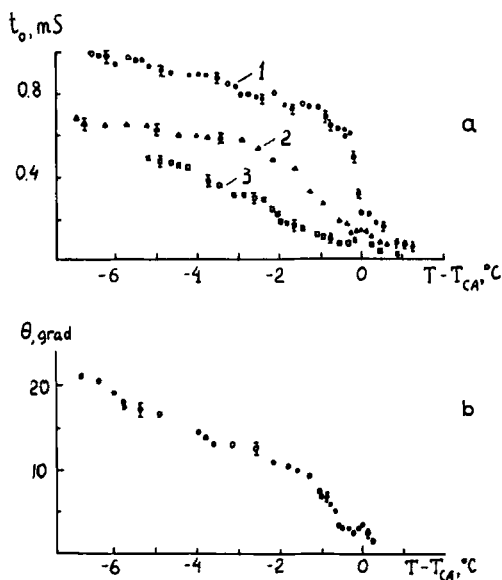 t₀, mS
0.8
0.4
1
2
3
a
-6 -4 -2 0 T-T_CA, °C
θ, grad
20
10
b
-6 -4 -2 0 T-T_CA, °C